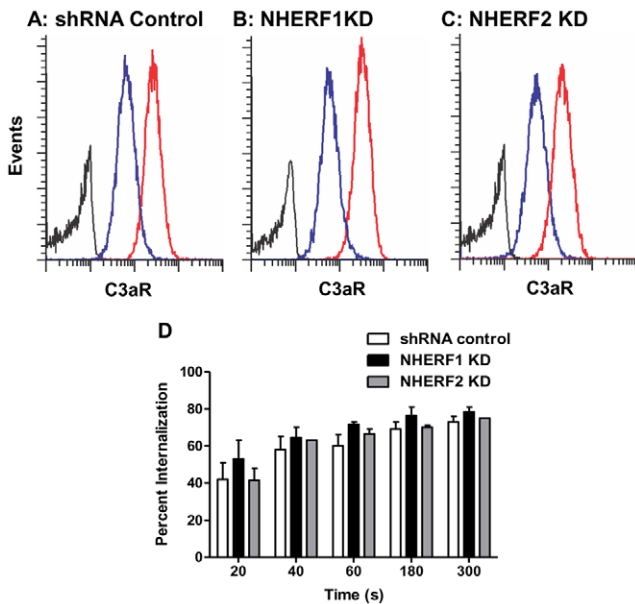 A: shRNA Control
B: NHERF1KD
C: NHERF2 KD
Events
C3aR
C3aR
C3aR
D
shRNA control
NHERF1 KD
NHERF2 KD
Percent Internalization
100
80
60
40
20
0
20 40 60 180 300
Time (s)